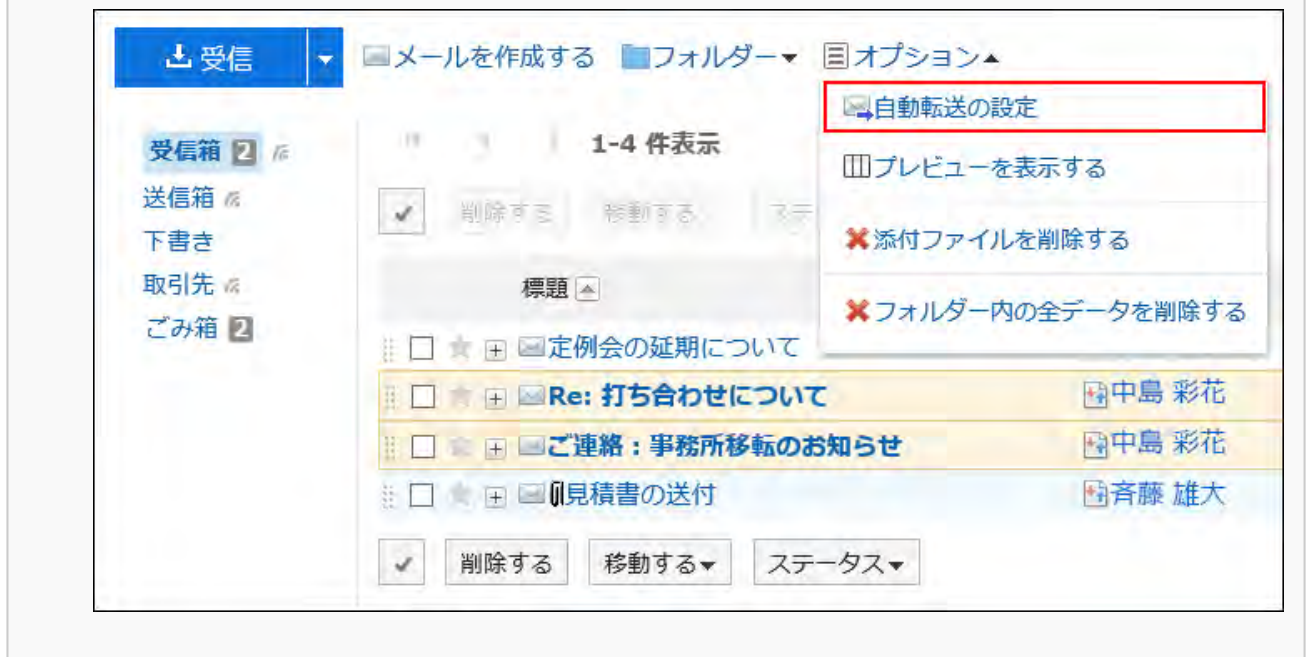 受信 メールを作成する フォルダー オプション
自動転送の設定
プレビューを表示する
添付ファイルを削除する
フォルダー内の全データを削除する
受信箱 2
送信箱
下書き
取引先
ごみ箱 2
1-4 件表示
削除する 移動する ステ
標題
定例会の延期について
Re: 打ち合わせについて 中島 彩花
ご連絡：事務所移転のお知らせ 中島 彩花
見積書の送付 斉藤 雄大
削除する 移動する ステータス